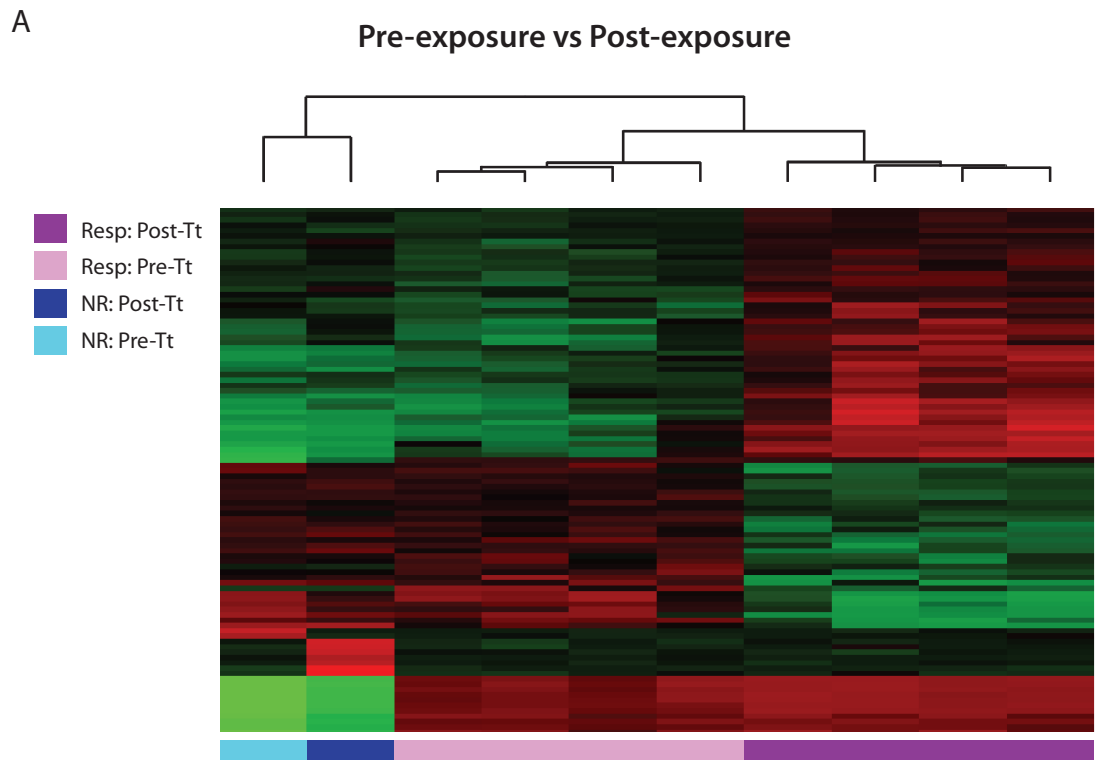 A
Pre-exposure vs Post-exposure
Resp: Post-Tt
Resp: Pre-Tt
NR: Post-Tt
NR: Pre-Tt